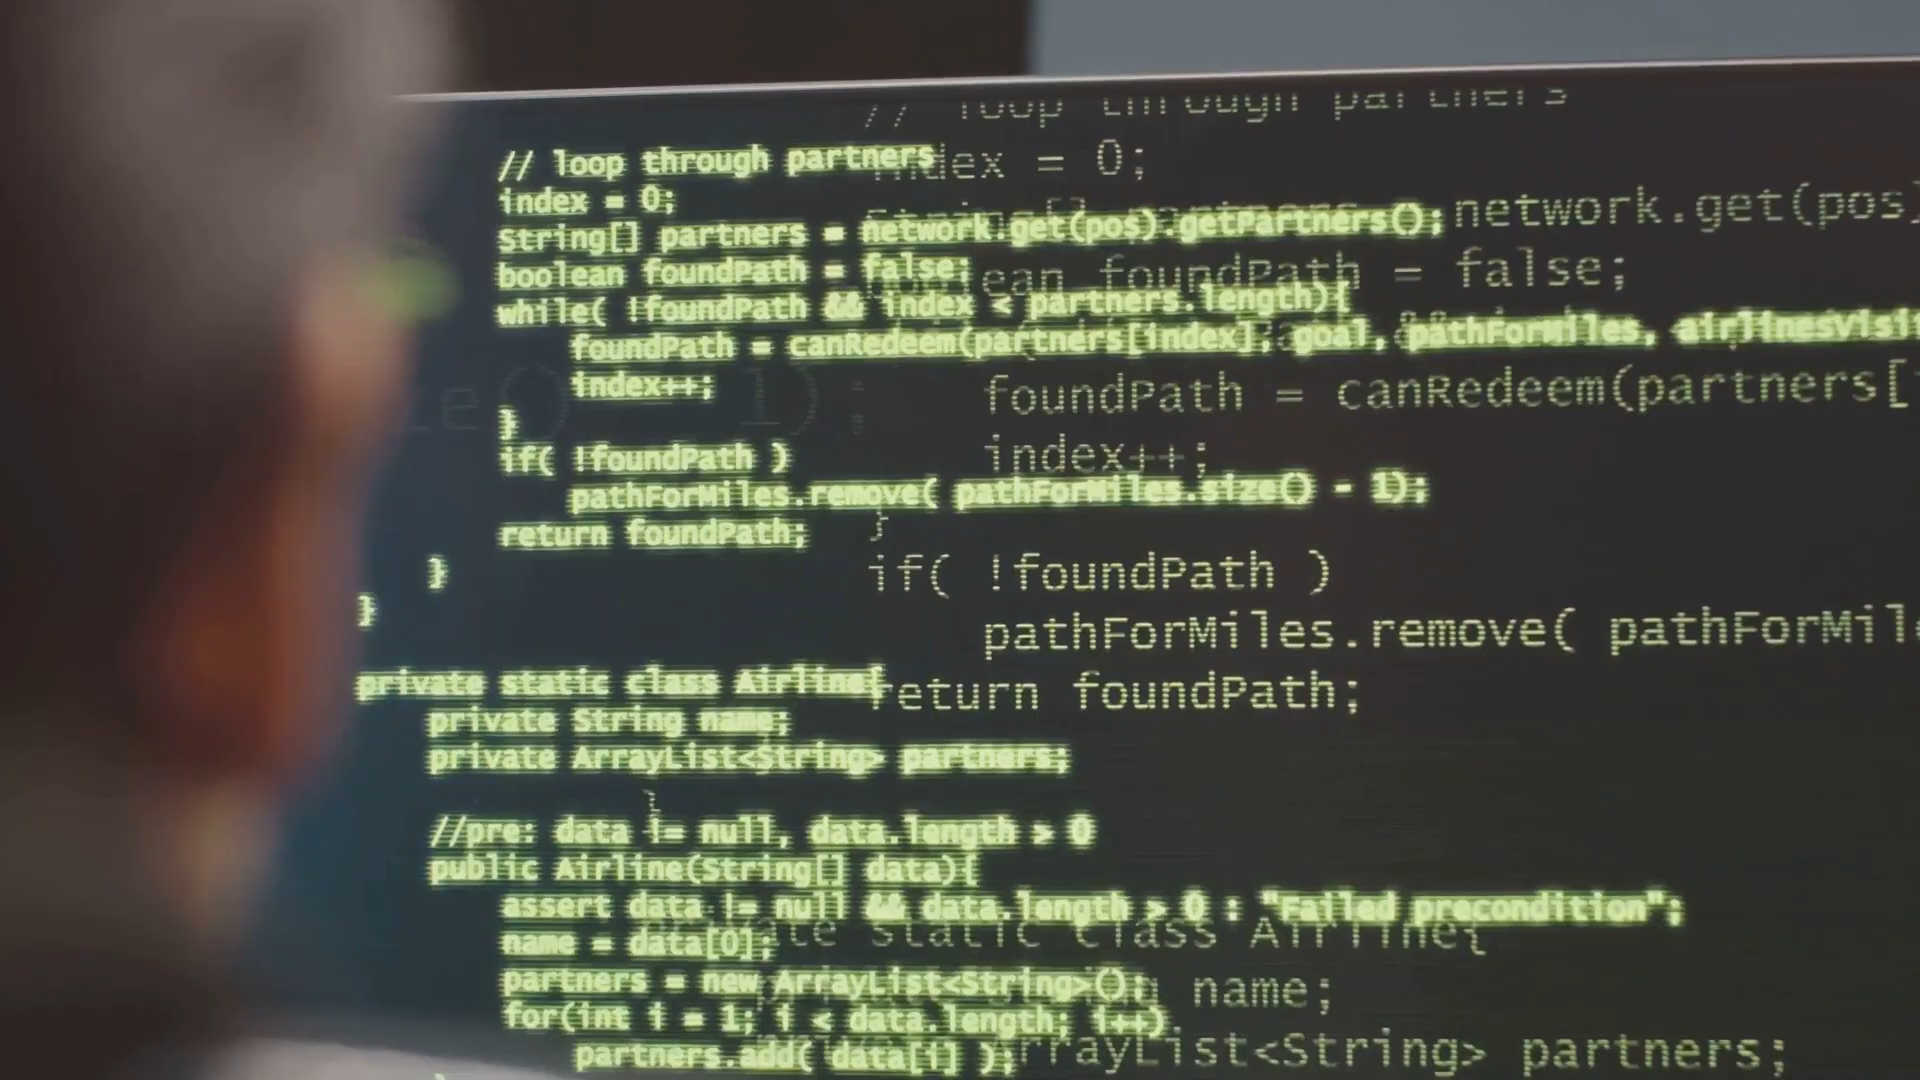 // loop through partners
index = 0;
String[] partners = network.get(pos).getPartners();
boolean foundPath = false;
while( !foundPath && index < partners.length){
foundPath = canRedeem(partners[index], goal, pathForMiles, airlinesVisi
index++;
}
if( !foundPath )
pathForMiles.remove( pathForMiles.size() - 1);
return foundPath;
}
}
private static class Airline{
private String name;
private ArrayList<String> partners;
//pre: data != null, data.length > 0
public Airline(String[] data){
assert data != null && data.length > 0 : "Failed precondition";
name = data[0];
partners = new ArrayList<String>();
for(int i = 1; i < data.length; i++)
partners.add( data[i] );
// loop through partners
index = 0;
network.get(pos)
foundPath = false;
foundPath = canRedeem(partners[
index++;
}
if( !foundPath )
pathForMiles.remove( pathForMil
return foundPath;
}
static class Airline{
name;
ArrayList<String> partners;